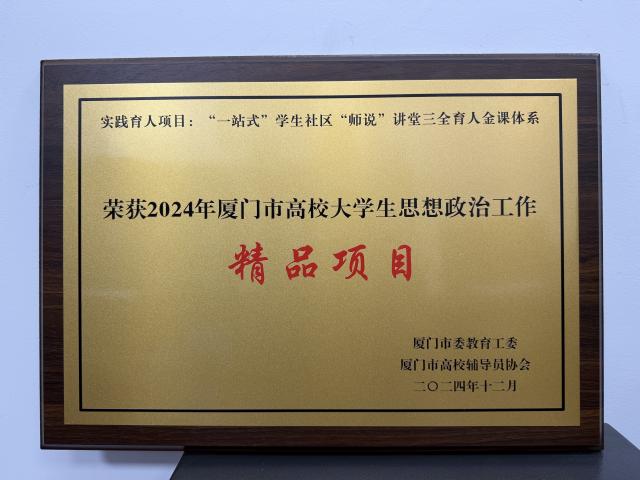 实践育人项目：“一站式”学生社区“师说”讲堂三全育人金课体系
荣获2024年厦门市高校大学生思想政治工作
精品项目
厦门市委教育工委
厦门市高校辅导员协会
二〇二四年十二月